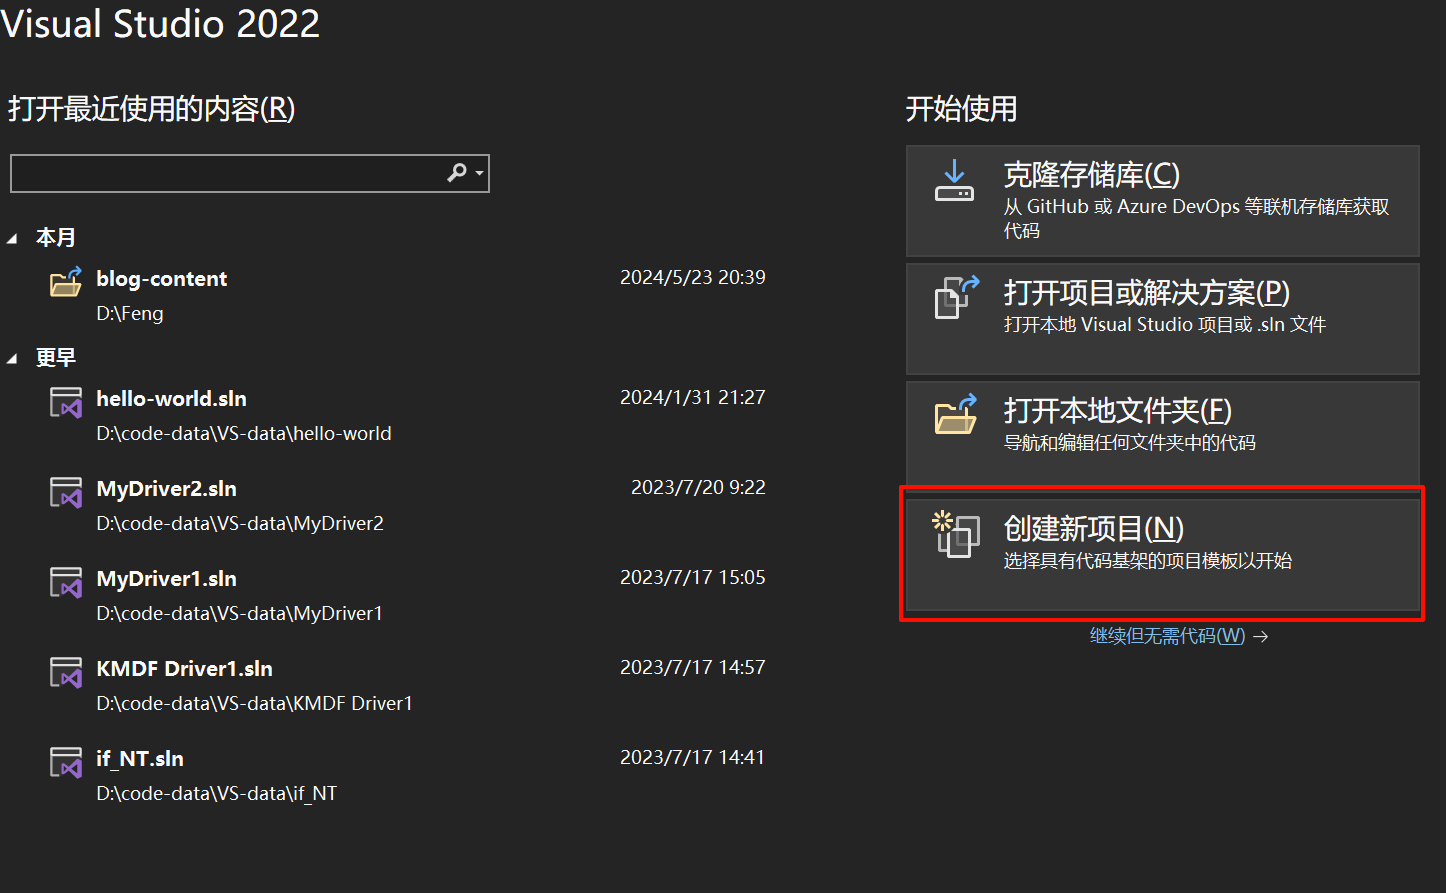 Visual Studio 2022
打开最近使用的内容(R)
本月
blog-content
2024/5/23 20:39
D:\Feng
更早
hello-world.sln
2024/1/31 21:27
D:\code-data\VS-data\hello-world
MyDriver2.sln
2023/7/20 9:22
D:\code-data\VS-data\MyDriver2
MyDriver1.sln
2023/7/17 15:05
D:\code-data\VS-data\MyDriver1
KMDF Driver1.sln
2023/7/17 14:57
D:\code-data\VS-data\KMDF Driver1
if_NT.sln
2023/7/17 14:41
D:\code-data\VS-data\if_NT
开始使用
克隆存储库(C)
从 GitHub 或 Azure DevOps 等联机存储库获取
代码
打开项目或解决方案(P)
打开本地 Visual Studio 项目或 .sln 文件
打开本地文件夹(F)
导航和编辑任何文件夹中的代码
创建新项目(N)
选择具有代码基架的项目模板以开始
继续但无需代码(W) →